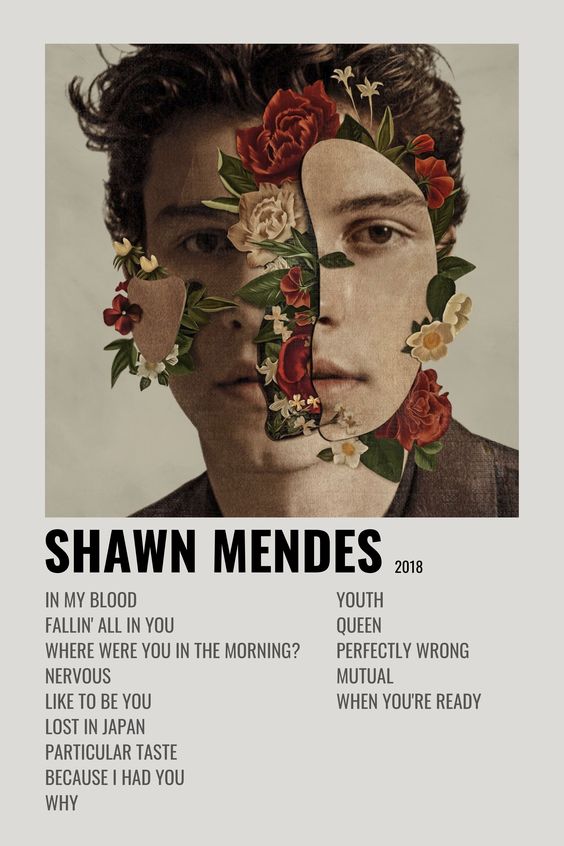 SHAWN MENDES 2018
IN MY BLOOD
FALLIN' ALL IN YOU
WHERE WERE YOU IN THE MORNING?
NERVOUS
LIKE TO BE YOU
LOST IN JAPAN
PARTICULAR TASTE
BECAUSE I HAD YOU
WHY
YOUTH
QUEEN
PERFECTLY WRONG
MUTUAL
WHEN YOU'RE READY